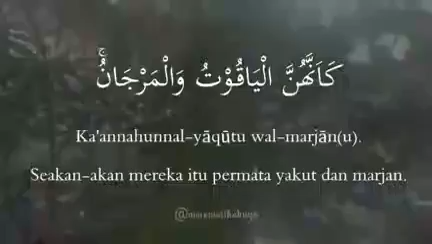 كَاَنَّهُنَّ الْيَاقُوْتُ وَالْمَرْجَانُۚ
Ka'annahunnal-yāqūtu wal-marjān(u).
Seakan-akan mereka itu permata yakut dan marjan.